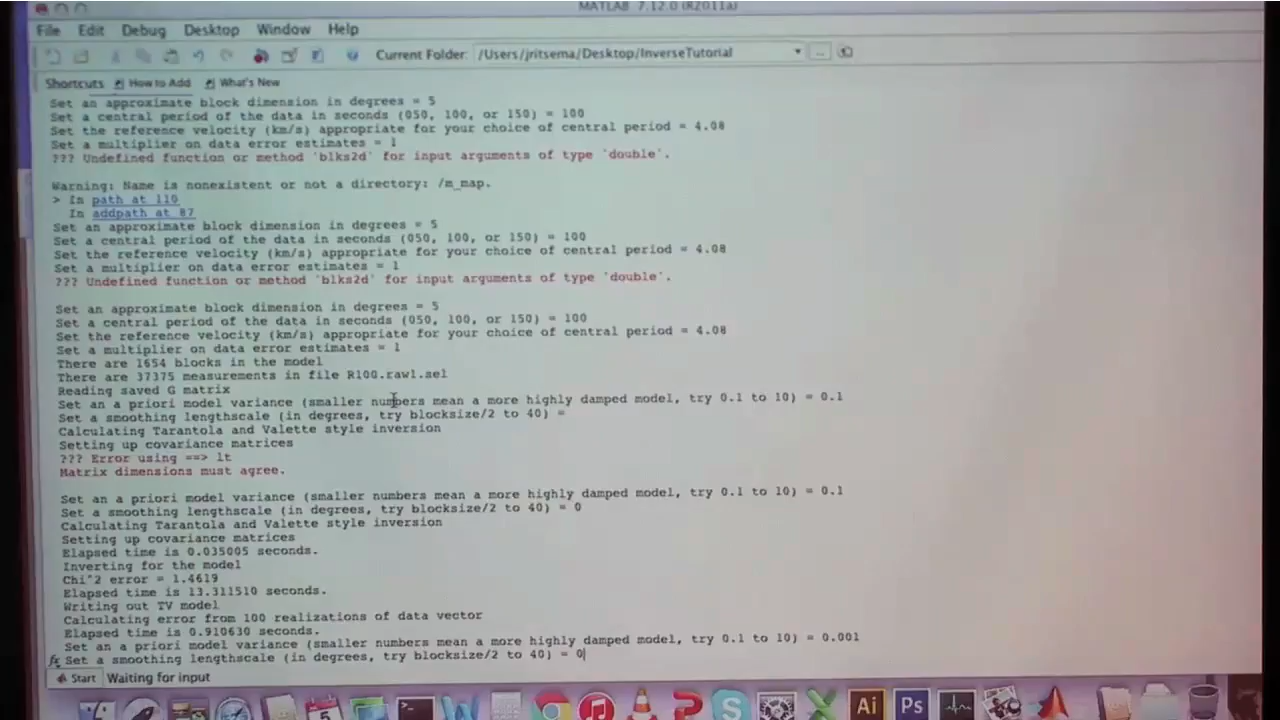 MATLAB 7.12.0 (R2011a)
File Edit Debug Desktop Window Help
Current Folder: /Users/jritsema/Desktop/InverseTutorial
Shortcuts How to Add What's New
Set an approximate block dimension in degrees = 5
Set a central period of the data in seconds (050, 100, or 150) = 100
Set the reference velocity (km/s) appropriate for your choice of central period = 4.08
Set a multiplier on data error estimates = 1
??? Undefined function or method 'blks2d' for input arguments of type 'double'.
Warning: Name is nonexistent or not a directory: /m_map.
> In path at 110
In addpath at 87
Set an approximate block dimension in degrees = 5
Set a central period of the data in seconds (050, 100, or 150) = 100
Set the reference velocity (km/s) appropriate for your choice of central period = 4.08
Set a multiplier on data error estimates = 1
??? Undefined function or method 'blks2d' for input arguments of type 'double'.
Set an approximate block dimension in degrees = 5
Set a central period of the data in seconds (050, 100, or 150) = 100
Set the reference velocity (km/s) appropriate for your choice of central period = 4.08
Set a multiplier on data error estimates = 1
There are 1654 blocks in the model
There are 37375 measurements in file R100.rawl.sel
Reading saved G matrix
Set an a priori model variance (smaller numbers mean a more highly damped model, try 0.1 to 10) = 0.1
Set a smoothing lengthscale (in degrees, try blocksize/2 to 40) =
Calculating Tarantola and Valette style inversion
Setting up covariance matrices
??? Error using ==> lt
Matrix dimensions must agree.
Set an a priori model variance (smaller numbers mean a more highly damped model, try 0.1 to 10) = 0.1
Set a smoothing lengthscale (in degrees, try blocksize/2 to 40) = 0
Calculating Tarantola and Valette style inversion
Setting up covariance matrices
Elapsed time is 0.035005 seconds.
Inverting for the model
Chi^2 error = 1.4619
Elapsed time is 13.311510 seconds.
Writing out TV model
Calculating error from 100 realizations of data vector
Elapsed time is 0.910630 seconds.
Set an a priori model variance (smaller numbers mean a more highly damped model, try 0.1 to 10) = 0.001
fx Set a smoothing lengthscale (in degrees, try blocksize/2 to 40) = 0
Start Waiting for input
5 W P S X Ai Ps